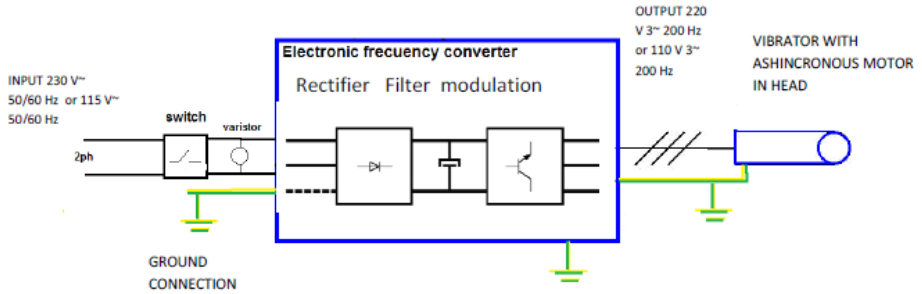 INPUT 230 V~
50/60 Hz or 115 V~
50/60 Hz
2ph
switch
varistor
GROUND
CONNECTION
Electronic frecuency converter
Rectifier Filter modulation
OUTPUT 220
V 3~ 200 Hz
or 110 V 3~
200 Hz
VIBRATOR WITH
ASHINCRONOUS MOTOR
IN HEAD